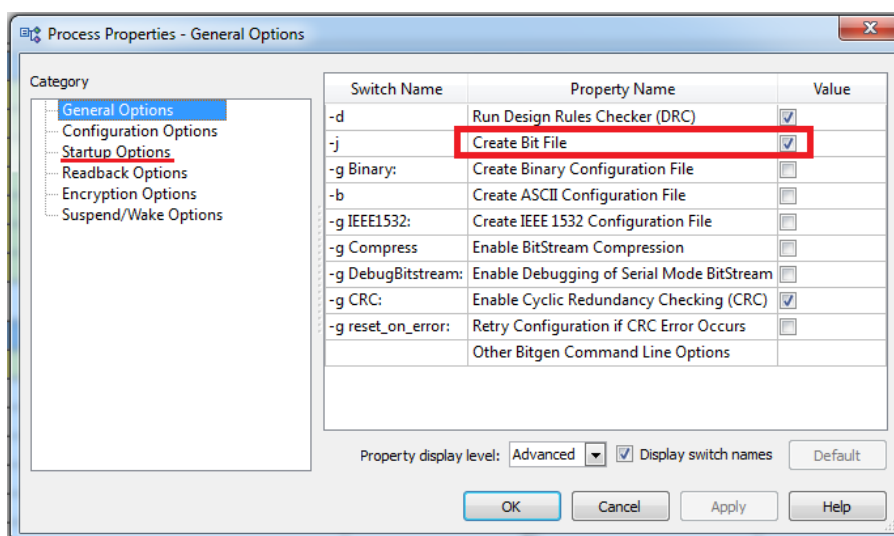 Process Properties - General Options
Category
General Options
Configuration Options
Startup Options
Readback Options
Encryption Options
Suspend/Wake Options
Switch Name Property Name Value
-d Run Design Rules Checker (DRC)
-j Create Bit File
-g Binary: Create Binary Configuration File
-b Create ASCII Configuration File
-g IEEE1532: Create IEEE 1532 Configuration File
-g Compress Enable BitStream Compression
-g DebugBitstream: Enable Debugging of Serial Mode BitStream
-g CRC: Enable Cyclic Redundancy Checking (CRC)
-g reset_on_error: Retry Configuration if CRC Error Occurs
Other Bitgen Command Line Options
Property display level: Advanced Display switch names Default
OK Cancel Apply Help